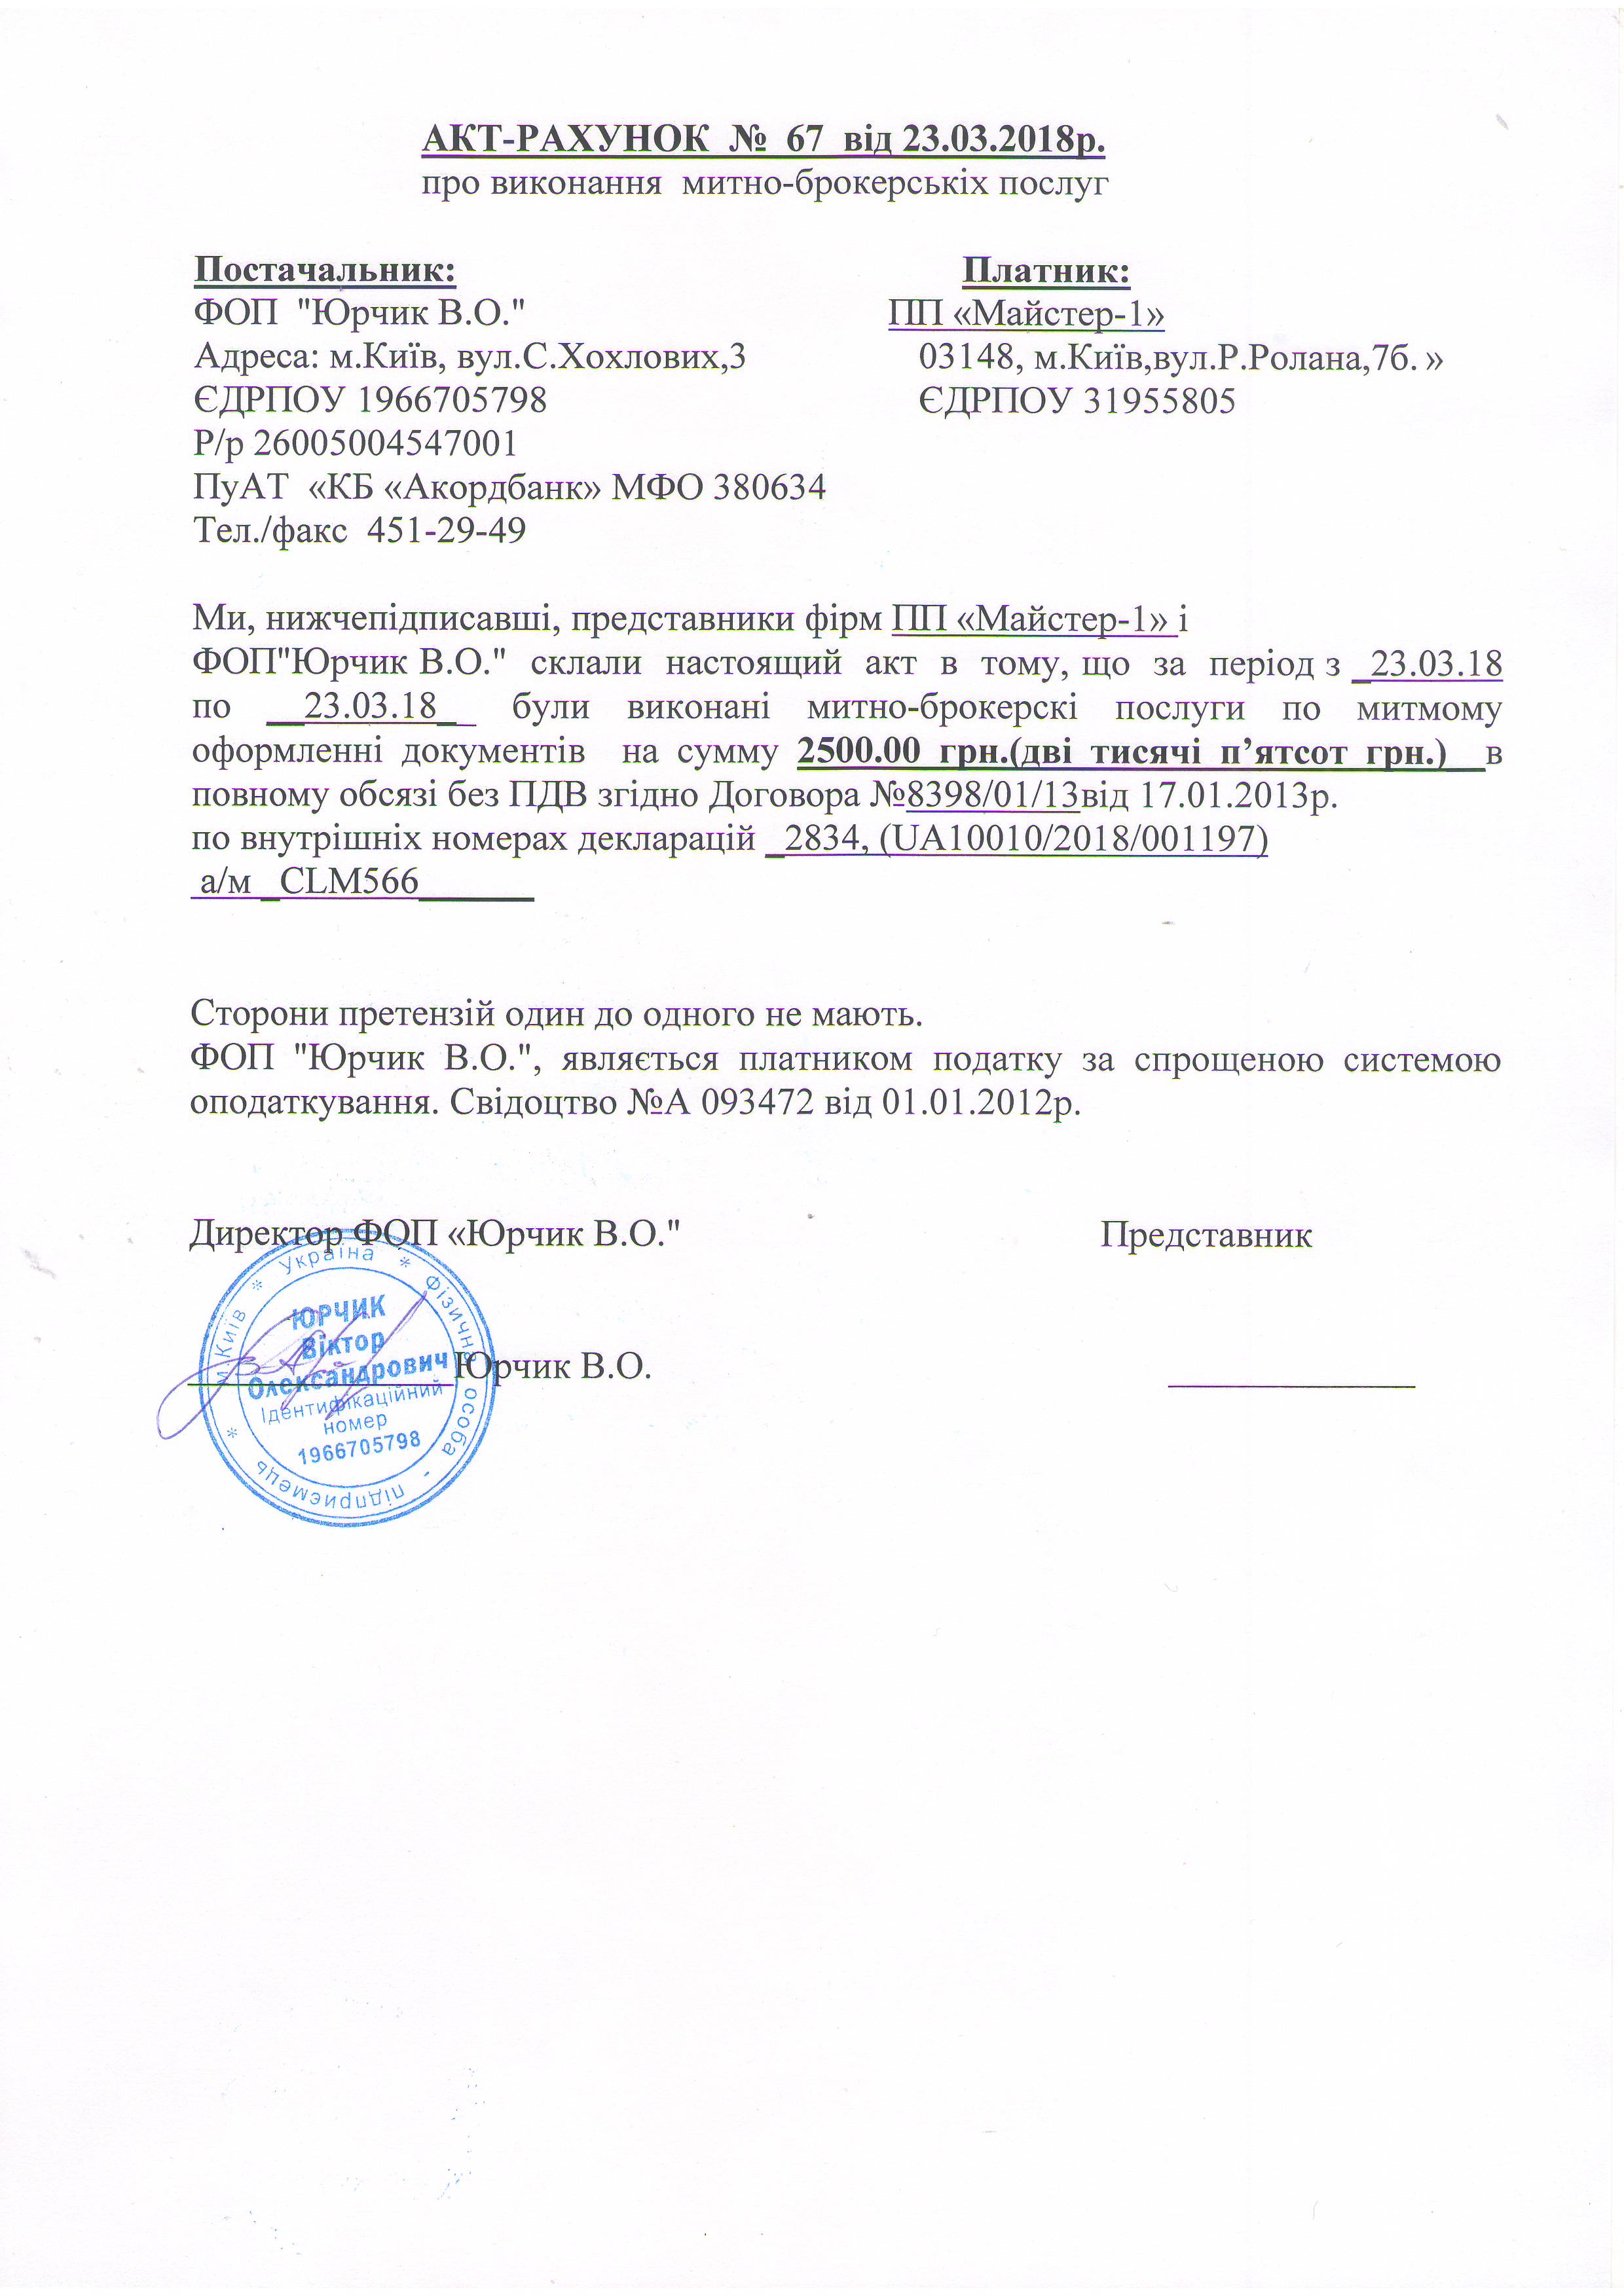 АКТ-РАХУНОК № 67 від 23.03.2018р.
про виконання митно-брокерськіх послуг
Постачальник: Платник:
ФОП "Юрчик В.О." ПП «Майстер-1»
Адреса: м.Київ, вул.С.Хохлових,3 03148, м.Київ,вул.Р.Ролана,7б. »
ЄДРПОУ 1966705798 ЄДРПОУ 31955805
Р/р 26005004547001
ПуАТ «КБ «Акордбанк» МФО 380634
Тел./факс 451-29-49
Ми, нижчепідписавші, представники фірм ПП «Майстер-1» і
ФОП"Юрчик В.О." склали настоящий акт в тому, що за період з _23.03.18
по __23.03.18__ були виконані митно-брокерскі послуги по митмому
оформленні документів на сумму 2500.00 грн.(дві тисячі п’ятсот грн.)__в
повному обсязі без ПДВ згідно Договора №8398/01/13від 17.01.2013р.
по внутрішніх номерах декларацій _2834, (UA10010/2018/001197)
а/м _CLM566______
Сторони претензій один до одного не мають.
ФОП "Юрчик В.О.", являється платником податку за спрощеною системою
оподаткування. Свідоцтво №А 093472 від 01.01.2012р.
Директор ФОП «Юрчик В.О." Представник
______________Юрчик В.О. _____________
м.Київ * Україна * Фізична особа - підприємець *
ЮРЧИК
Віктор
Олександрович
Ідентифікаційний
номер
1966705798